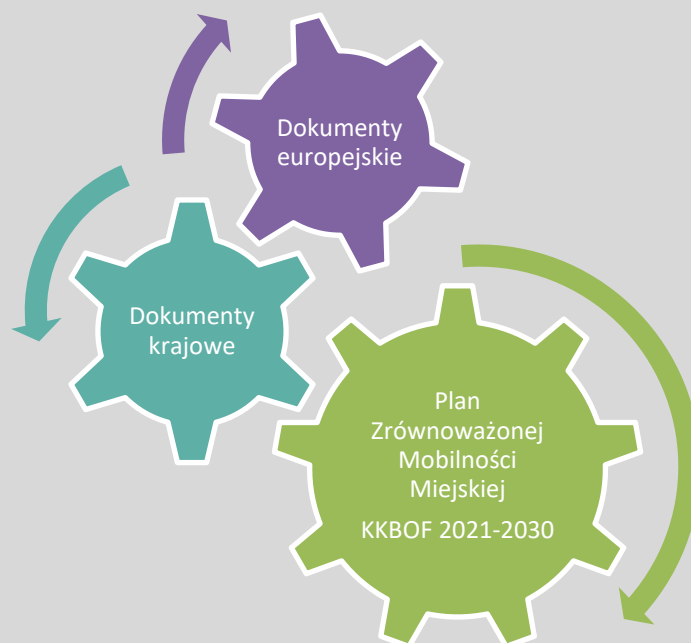 Dokumenty
europejskie
Dokumenty
krajowe
Plan
Zrównoważonej
Mobilności
Miejskiej
KKBOF 2021-2030